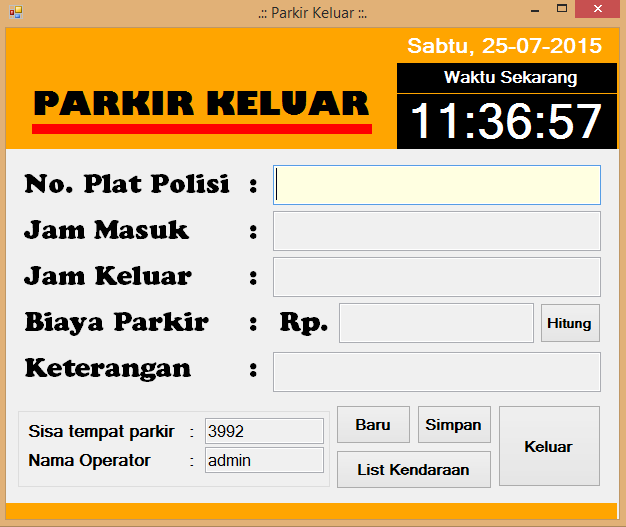 .:: Parkir Keluar ::.
Sabtu, 25-07-2015
Waktu Sekarang
PARKIR KELUAR
11:36:57
No. Plat Polisi :
Jam Masuk :
Jam Keluar :
Biaya Parkir : Rp. Hitung
Keterangan :
Sisa tempat parkir : 3992
Nama Operator : admin
Baru Simpan
List Kendaraan
Keluar